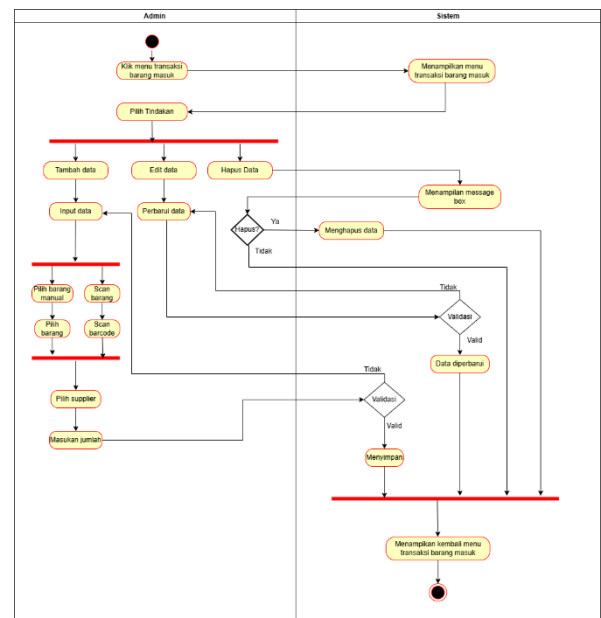 Admin
Sistem
Klik menu transaksi
barang masuk
Menampilkan menu
transaksi barang masuk
Pilih Tindakan
Tambah data
Edit data
Hapus Data
Menampilan message
box
Input data
Perbarui data
Hapus?
Ya
Menghapus data
Tidak
Pilih barang
manual
Scan
barang
Tidak
Pilih
barang
Scan
barcode
Validasi
Valid
Data diperbarui
Tidak
Pilih supplier
Validasi
Valid
Masukan jumlah
Menyimpan
Menampikan kembali menu
transaksi barang masuk